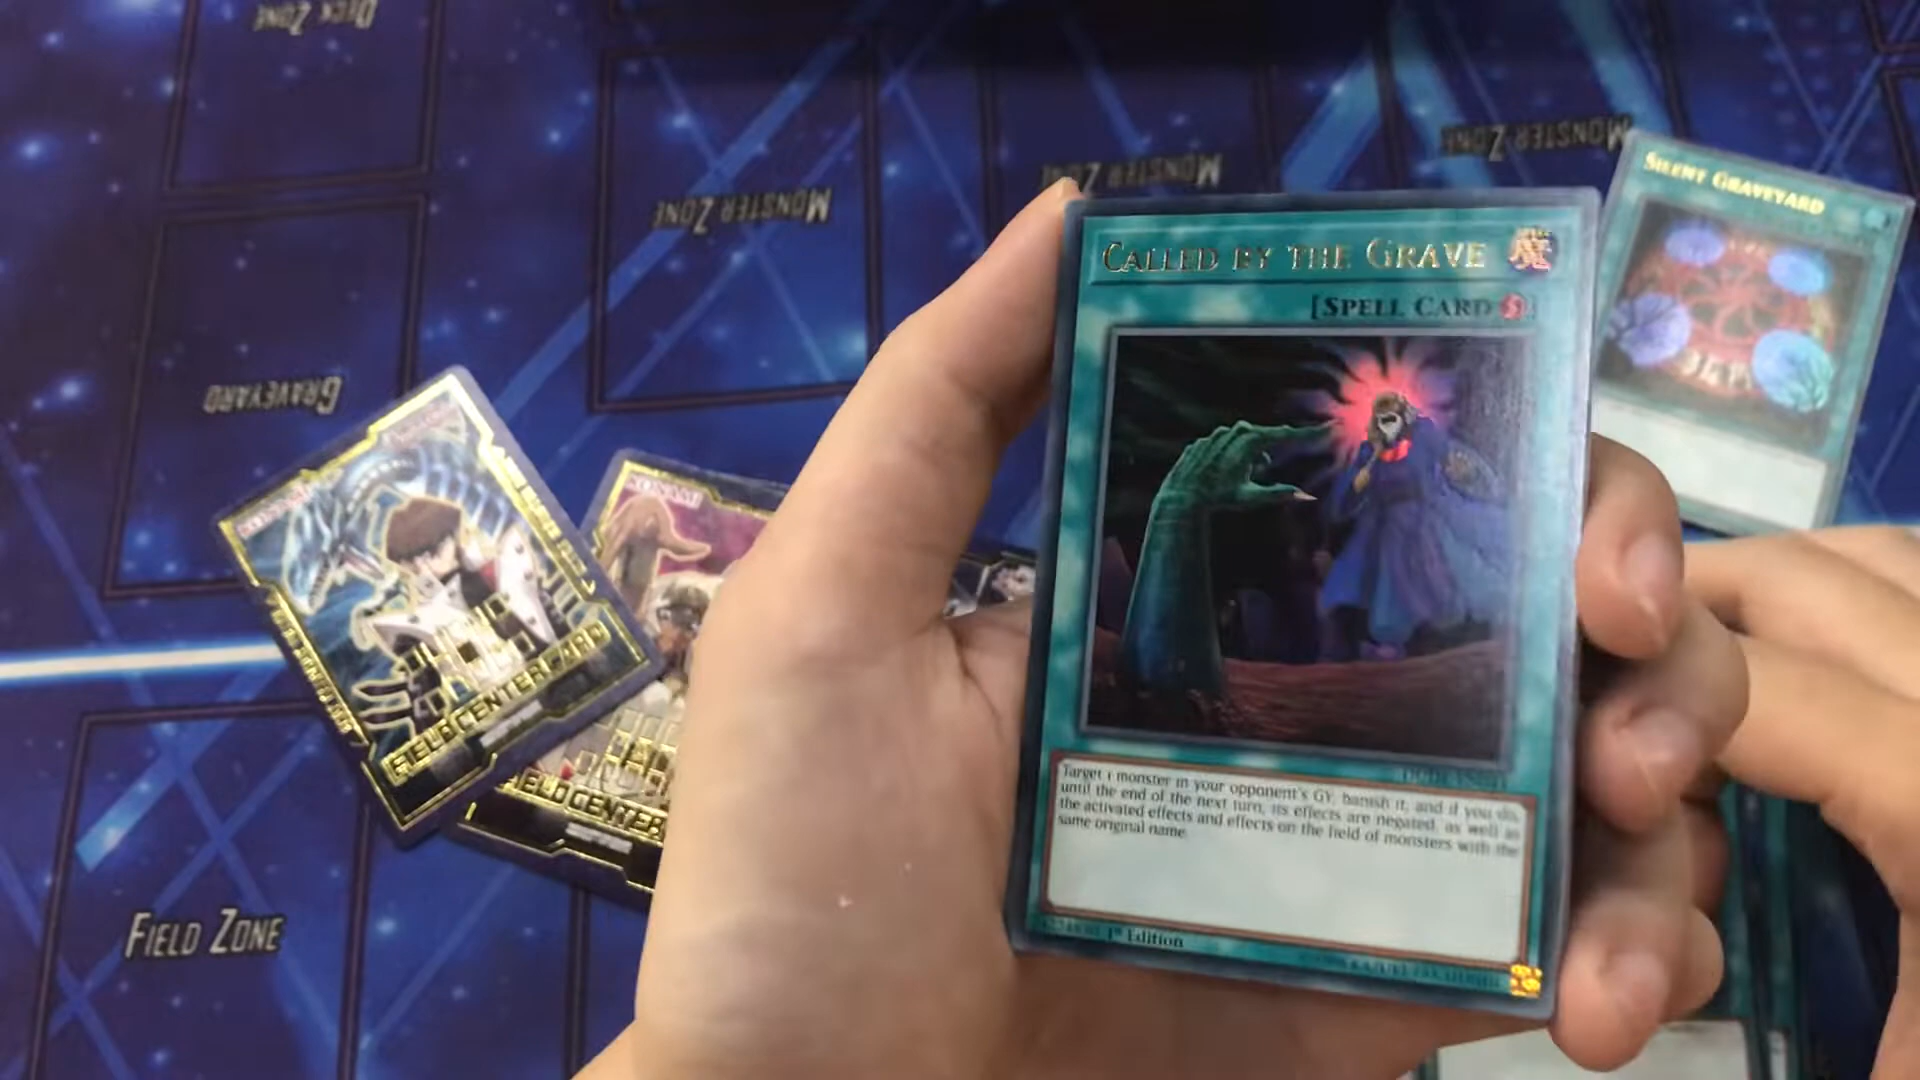 DECK ZONE
MONSTER ZONE
MONSTER ZONE
MONSTER ZONE
GRAVEYARD
FIELD ZONE
KONAMI
FIELD CENTER CARD
KONAMI
FIELD CENTER
SILENT GRAVEYARD
CALLED BY THE GRAVE
[SPELL CARD ]
Target 1 monster in your opponent's GY, banish it, and if you do,
until the end of the next turn, its effects are negated, as well as
the activated effects and effects on the field of monsters with the
same original name.
1st Edition